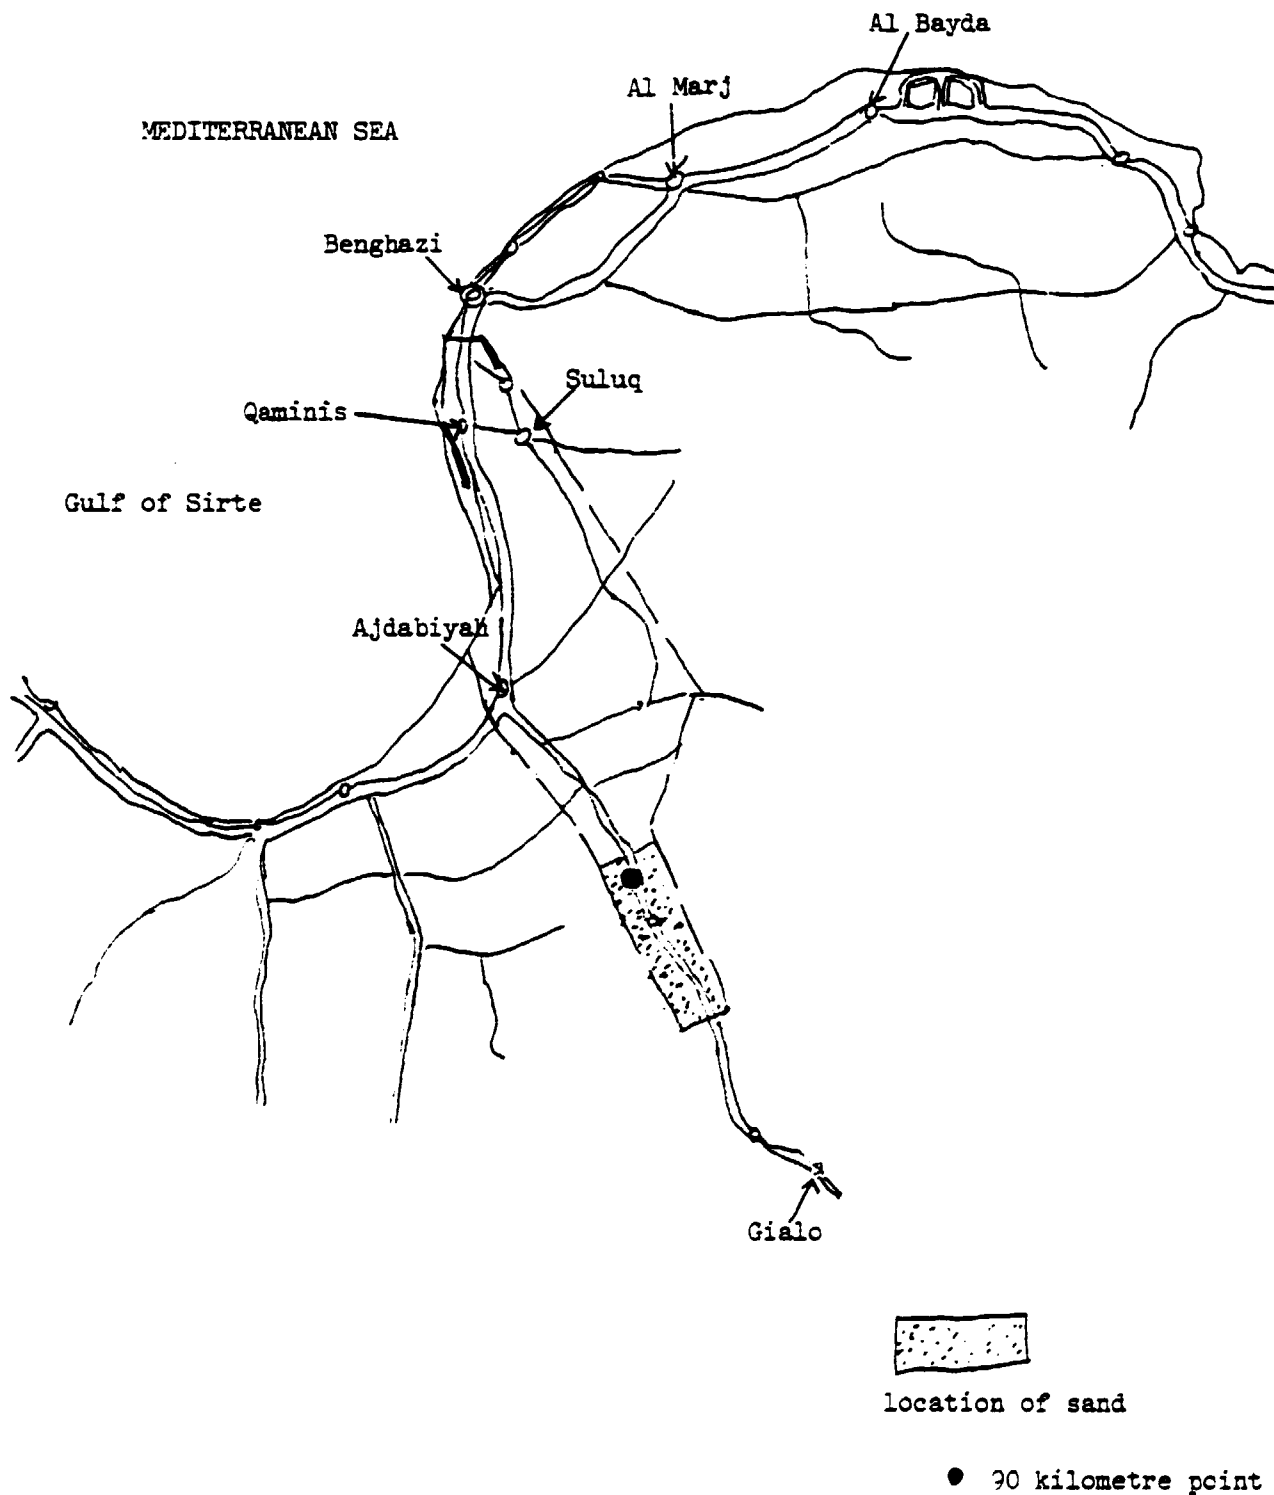 Al Bayda
Al Marj
MEDITERRANEAN SEA
Benghazi
Suluq
Qaminis
Gulf of Sirte
Ajdabiyah
Gialo
location of sand
90 kilometre point